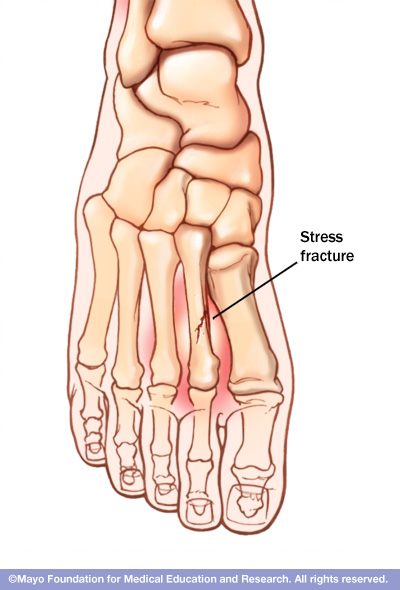 Stress
fracture
©Mayo Foundation for Medical Education and Research. All rights reserved.